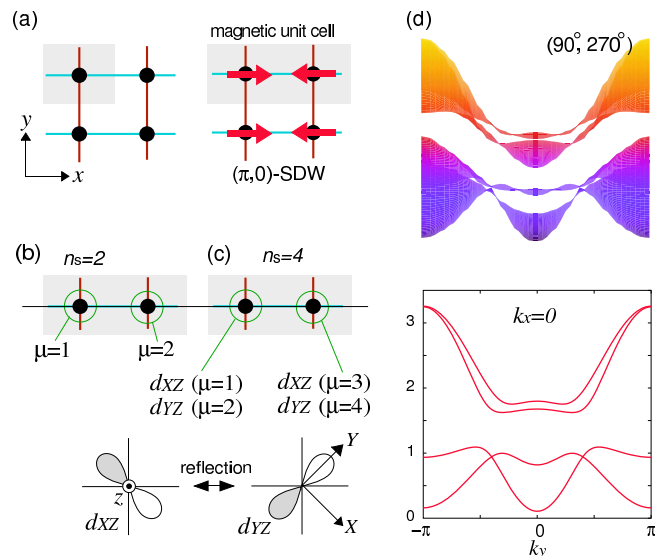 (a)
magnetic unit cell
y
x
(π,0)-SDW
(b)
ns=2
μ=1
μ=2
(c)
ns=4
dXZ (μ=1)
dYZ (μ=2)
dXZ (μ=3)
dYZ (μ=4)
z
dXZ
reflection
dYZ
Y
X
(d)
(90°, 270°)
kx=0
3
2
1
0
−π
0
π
ky